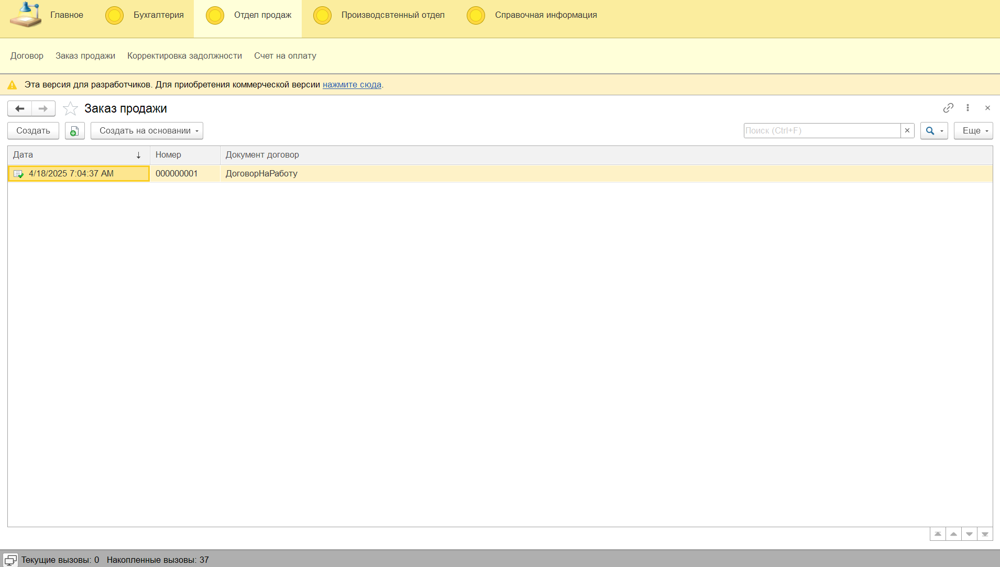 Главное Бухгалтерия Отдел продаж Производсвтенный отдел Справочная информация
Договор Заказ продажи Корректировка задолжности Счет на оплату
Эта версия для разработчиков. Для приобретения коммерческой версии нажмите сюда.
Заказ продажи
Создать Создать на основании Поиск (Ctrl+F) Еще
Дата Номер Документ договор
4/18/2025 7:04:37 AM 000000001 ДоговорНаРаботу
Текущие вызовы: 0 Накопленные вызовы: 37